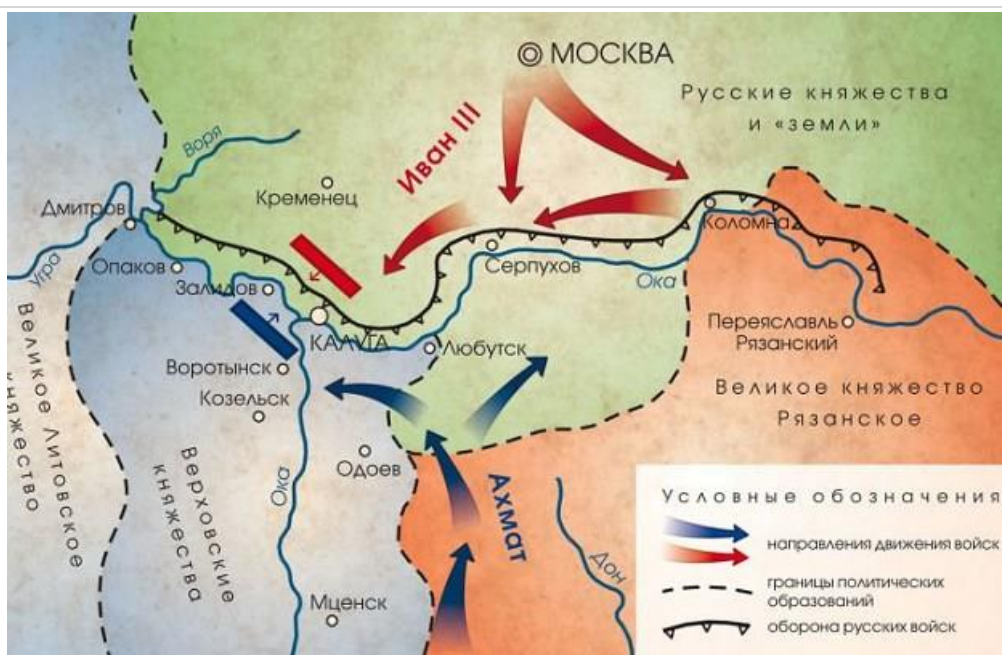 МОСКВА
Русские княжества
и «земли»
Иван III
Воря
Кременец
Дмитров
Коломна
Угра
Опаков
Серпухов
Залидов
Ока
КАЛУГА
Любутск
Переяславль
Рязанский
Воротынск
Козельск
Великое княжество
Рязанское
Великое Литовское
княжество
Верховские
княжества
Ока
Одоев
Ахмат
Дон
Мценск
Условные обозначения
направления движения войск
границы политических
образований
оборона русских войск